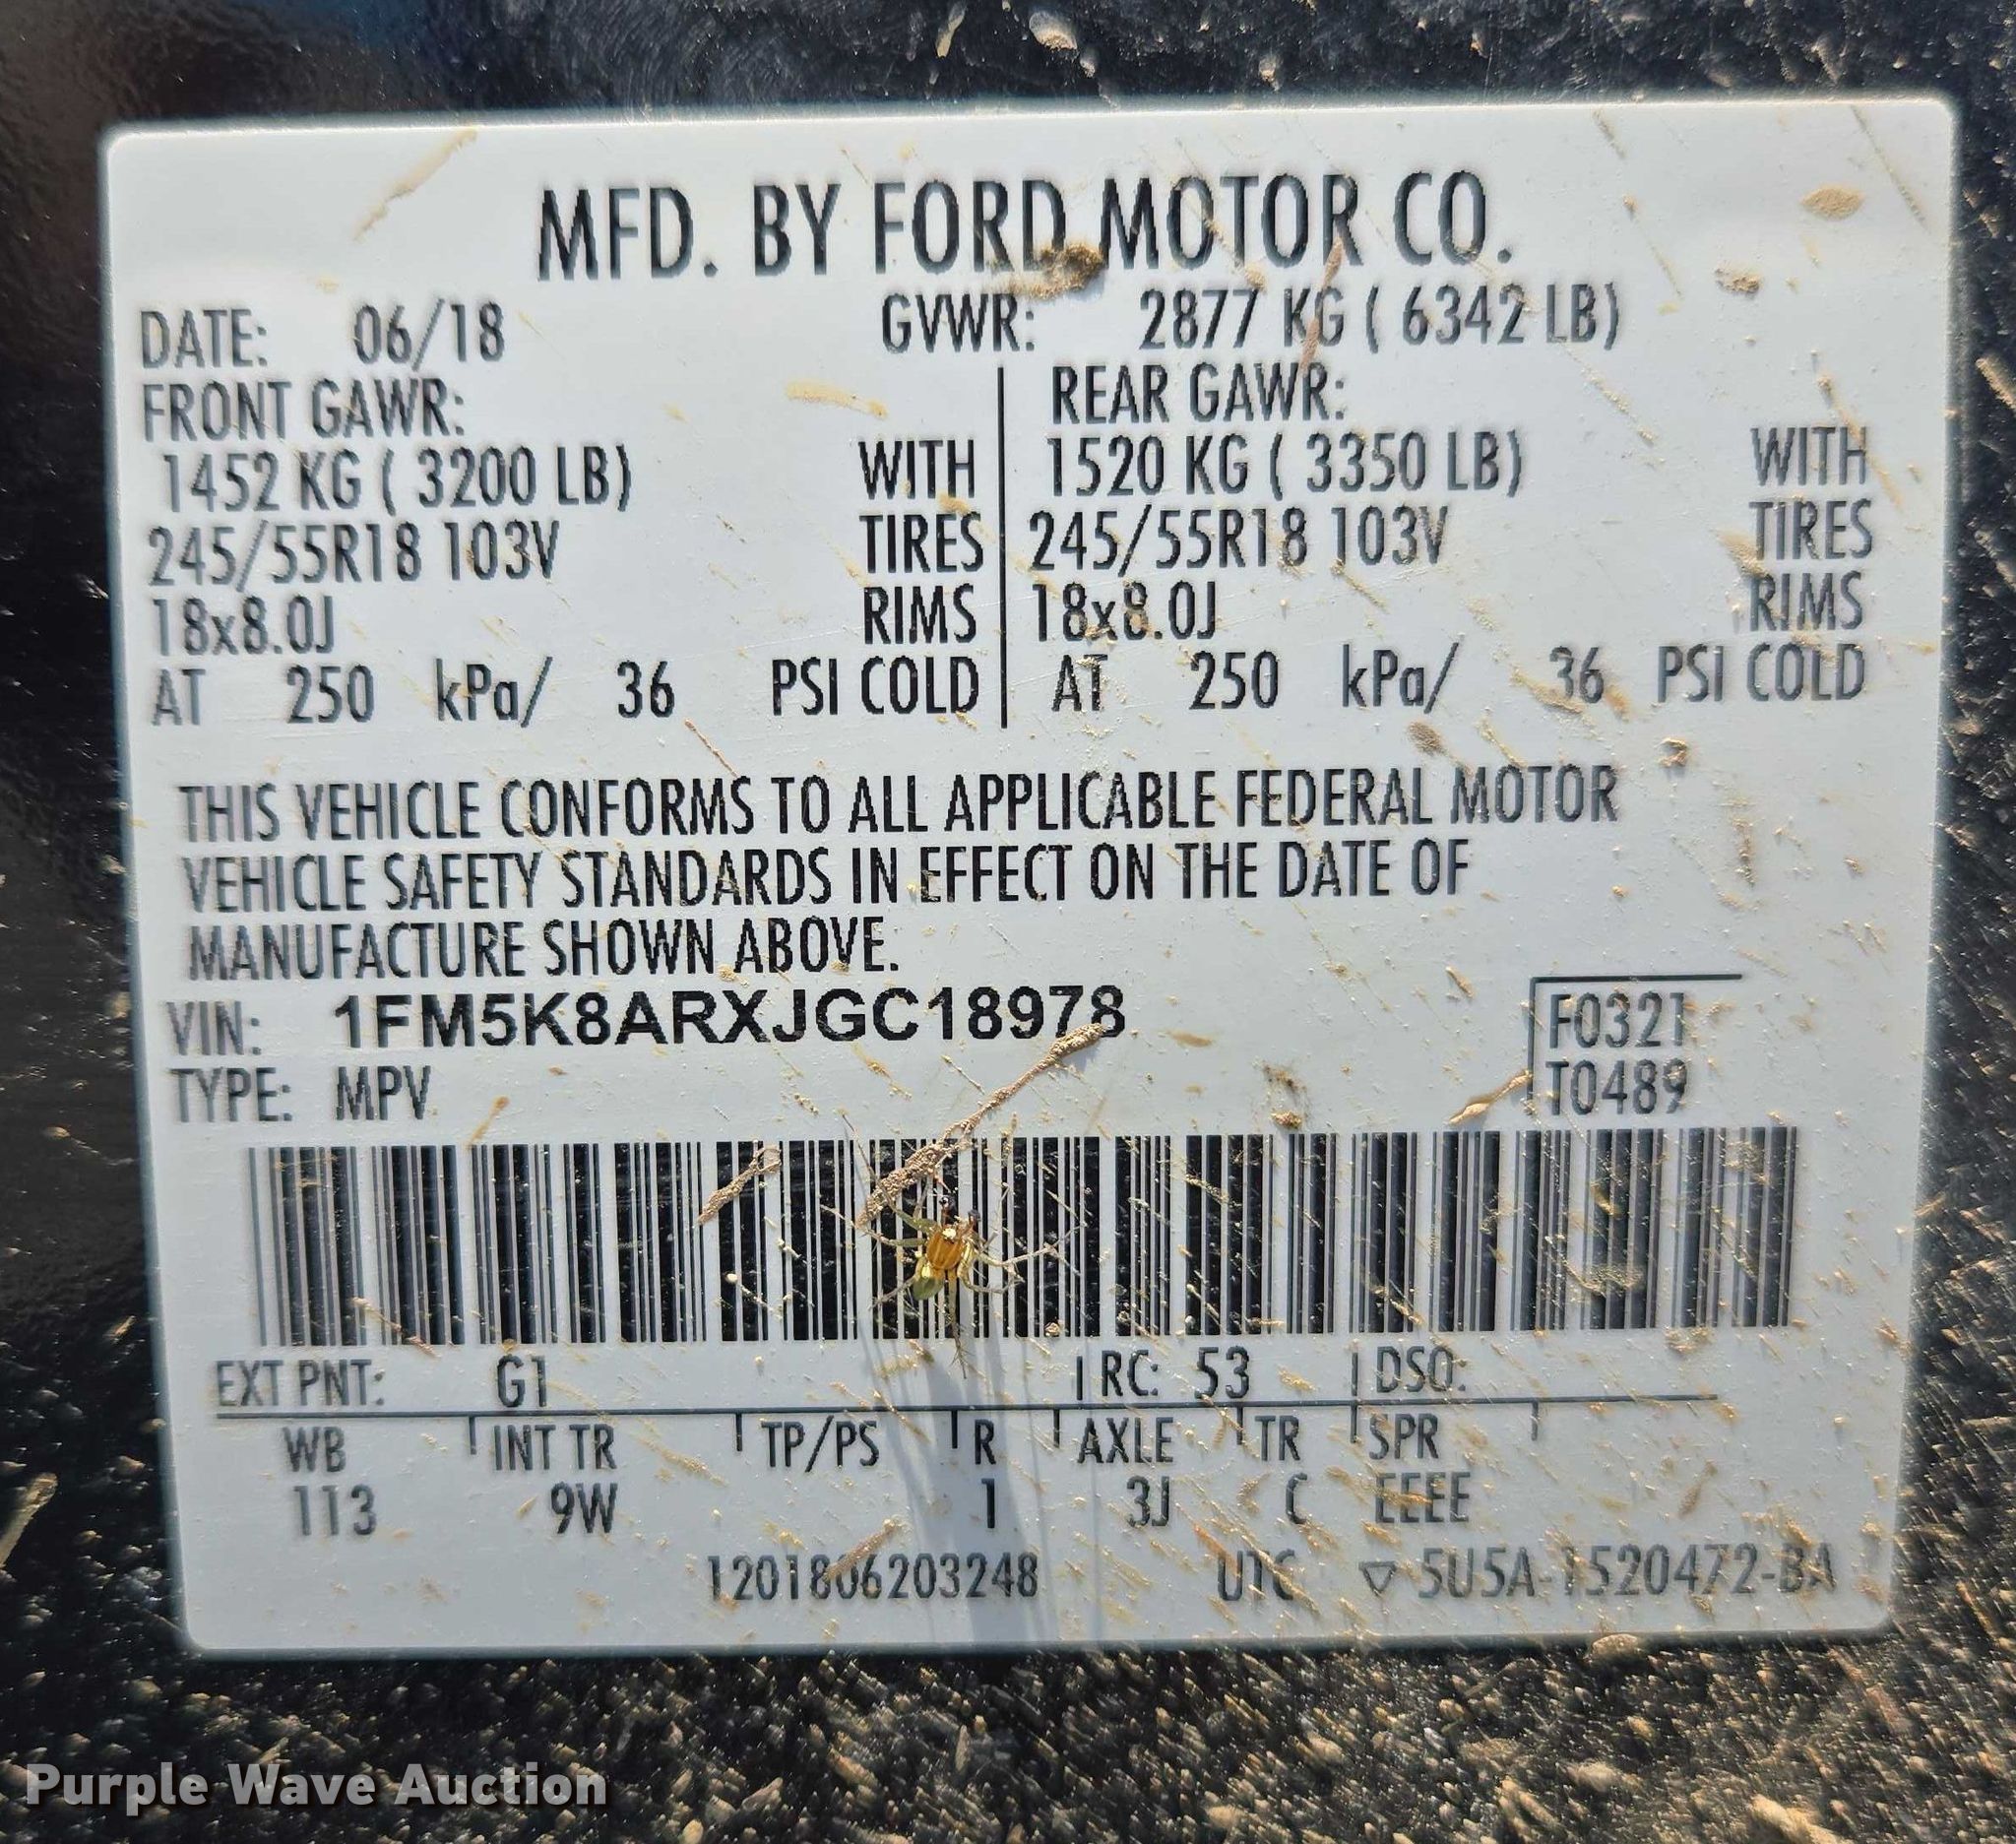 MFD. BY FORD MOTOR CO.
DATE: 06/18 GVWR: 2877 KG ( 6342 LB)
FRONT GAWR: REAR GAWR:
1452 KG ( 3200 LB) WITH 1520 KG ( 3350 LB) WITH
245/55R18 103V TIRES 245/55R18 103V TIRES
18x8.0J RIMS 18x8.0J RIMS
AT 250 kPa/ 36 PSI COLD AT 250 kPa/ 36 PSI COLD
THIS VEHICLE CONFORMS TO ALL APPLICABLE FEDERAL MOTOR
VEHICLE SAFETY STANDARDS IN EFFECT ON THE DATE OF
MANUFACTURE SHOWN ABOVE.
VIN: 1FM5K8ARXJGC18978 F0321
TYPE: MPV T0489
EXT PNT: G1 RC: 53 DSO:
WB INT TR TP/PS R AXLE TR SPR
113 9W 1 3J C EEEE
1201806203248 UTC ▽ 5U5A-1520472-BA
Purple Wave Auction